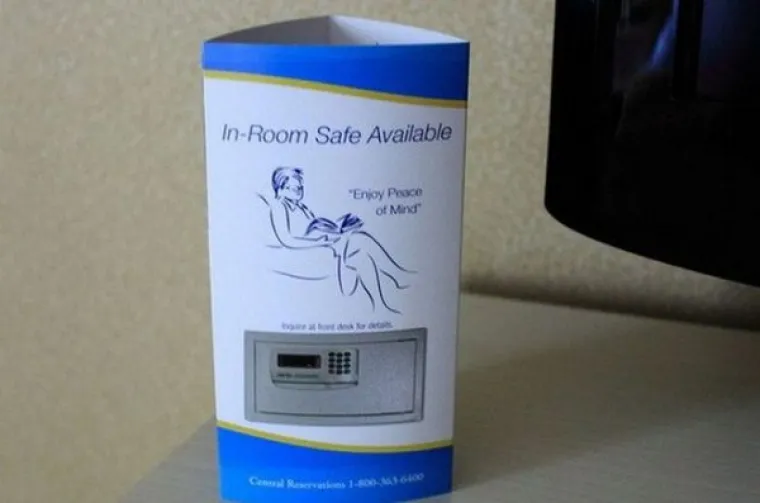 In-Room Safe Available
"Enjoy Peace
of Mind"
Inquire at front desk for details.
Central Reservations 1-800-363-6400